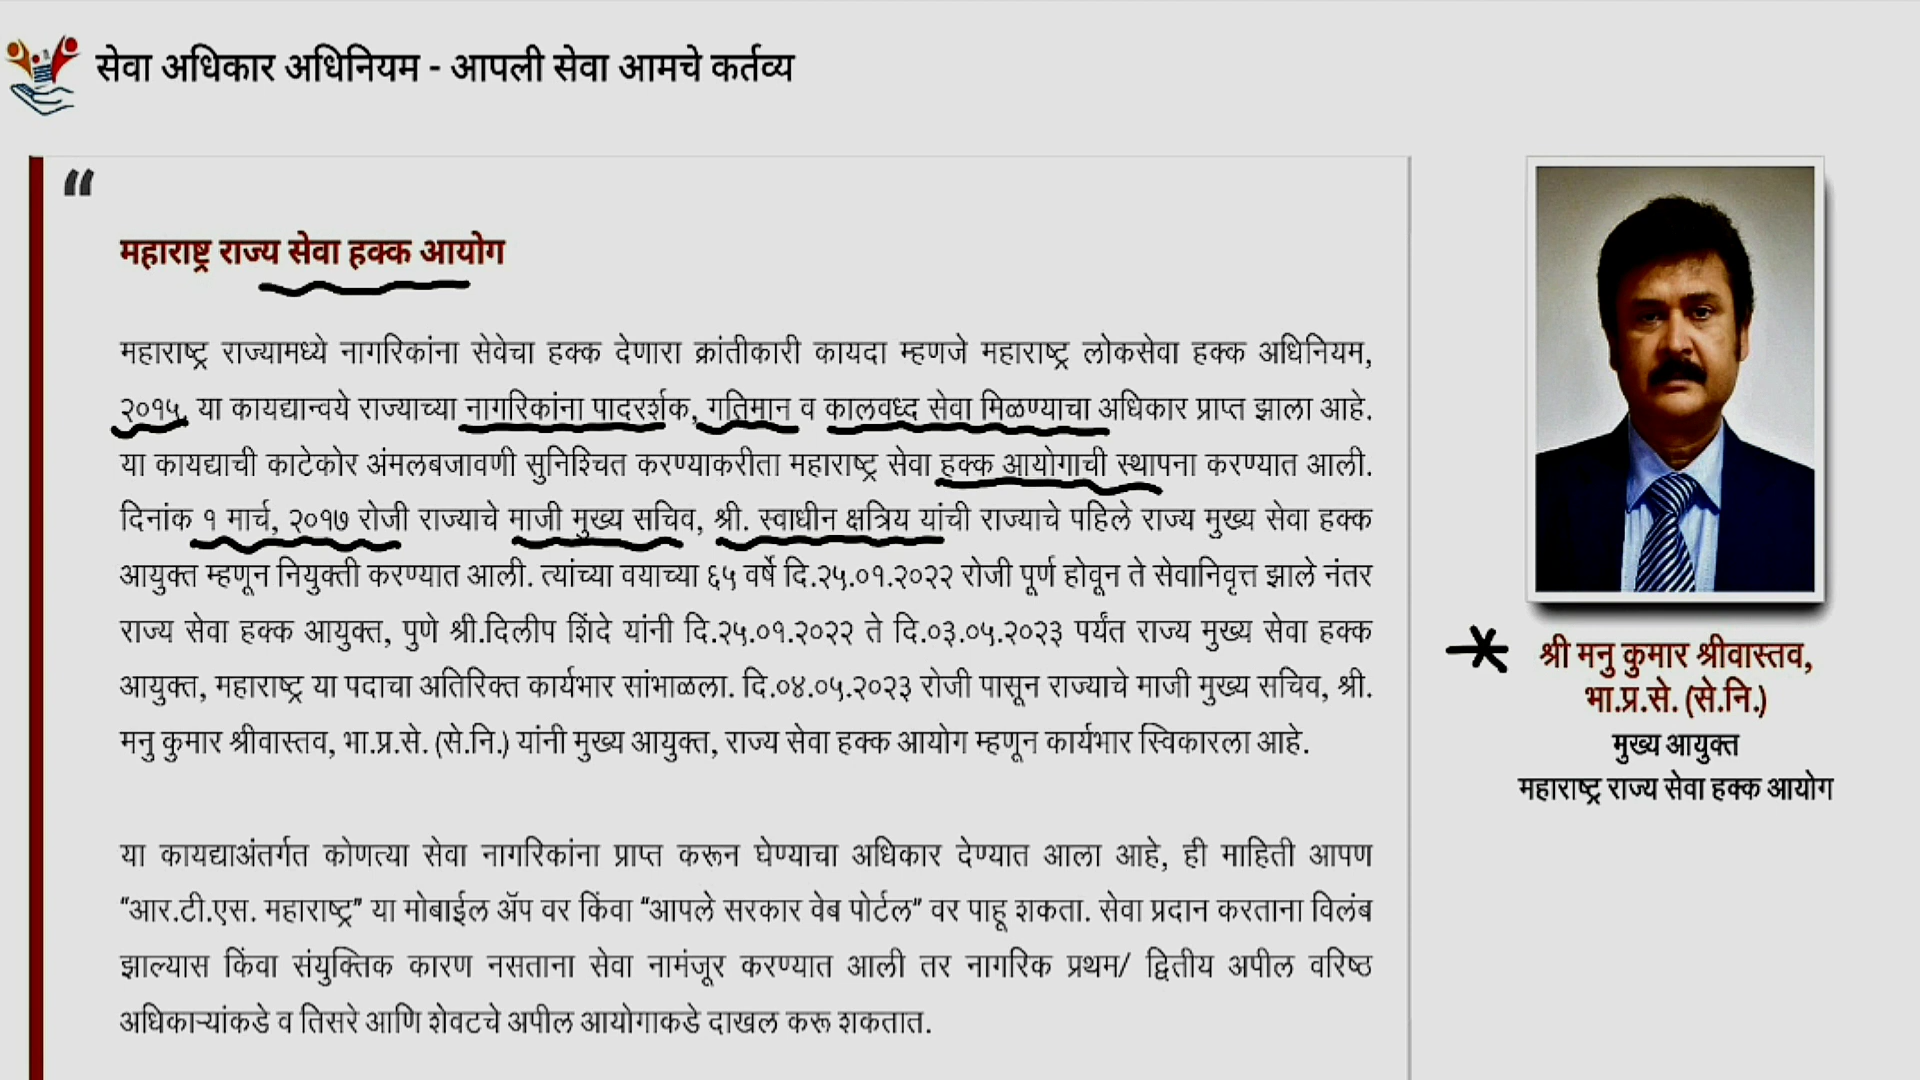 सेवा अधिकार अधिनियम - आपली सेवा आमचे कर्तव्य
“
महाराष्ट्र राज्य सेवा हक्क आयोग
महाराष्ट्र राज्यामध्ये नागरिकांना सेवेचा हक्क देणारा क्रांतीकारी कायदा म्हणजे महाराष्ट्र लोकसेवा हक्क अधिनियम,
२०१५. या कायद्यान्वये राज्याच्या नागरिकांना पादरर्शक, गतिमान व कालवध्द सेवा मिळण्याचा अधिकार प्राप्त झाला आहे.
या कायद्याची काटेकोर अंमलबजावणी सुनिश्चित करण्याकरीता महाराष्ट्र सेवा हक्क आयोगाची स्थापना करण्यात आली.
दिनांक १ मार्च, २०१७ रोजी राज्याचे माजी मुख्य सचिव, श्री. स्वाधीन क्षत्रिय यांची राज्याचे पहिले राज्य मुख्य सेवा हक्क
आयुक्त म्हणून नियुक्ती करण्यात आली. त्यांच्या वयाच्या ६५ वर्षे दि.२५.०१.२०२२ रोजी पूर्ण होवून ते सेवानिवृत्त झाले नंतर
राज्य सेवा हक्क आयुक्त, पुणे श्री.दिलीप शिंदे यांनी दि.२५.०१.२०२२ ते दि.०३.०५.२०२३ पर्यंत राज्य मुख्य सेवा हक्क
आयुक्त, महाराष्ट्र या पदाचा अतिरिक्त कार्यभार सांभाळला. दि.०४.०५.२०२३ रोजी पासून राज्याचे माजी मुख्य सचिव, श्री.
मनु कुमार श्रीवास्तव, भा.प्र.से. (से.नि.) यांनी मुख्य आयुक्त, राज्य सेवा हक्क आयोग म्हणून कार्यभार स्विकारला आहे.
या कायद्याअंतर्गत कोणत्या सेवा नागरिकांना प्राप्त करून घेण्याचा अधिकार देण्यात आला आहे, ही माहिती आपण
“आर.टी.एस. महाराष्ट्र” या मोबाईल ॲप वर किंवा “आपले सरकार वेब पोर्टल” वर पाहू शकता. सेवा प्रदान करताना विलंब
झाल्यास किंवा संयुक्तिक कारण नसताना सेवा नामंजूर करण्यात आली तर नागरिक प्रथम/ द्वितीय अपील वरिष्ठ
अधिकाऱ्यांकडे व तिसरे आणि शेवटचे अपील आयोगाकडे दाखल करू शकतात.
श्री मनु कुमार श्रीवास्तव,
भा.प्र.से. (से.नि.)
मुख्य आयुक्त
महाराष्ट्र राज्य सेवा हक्क आयोग